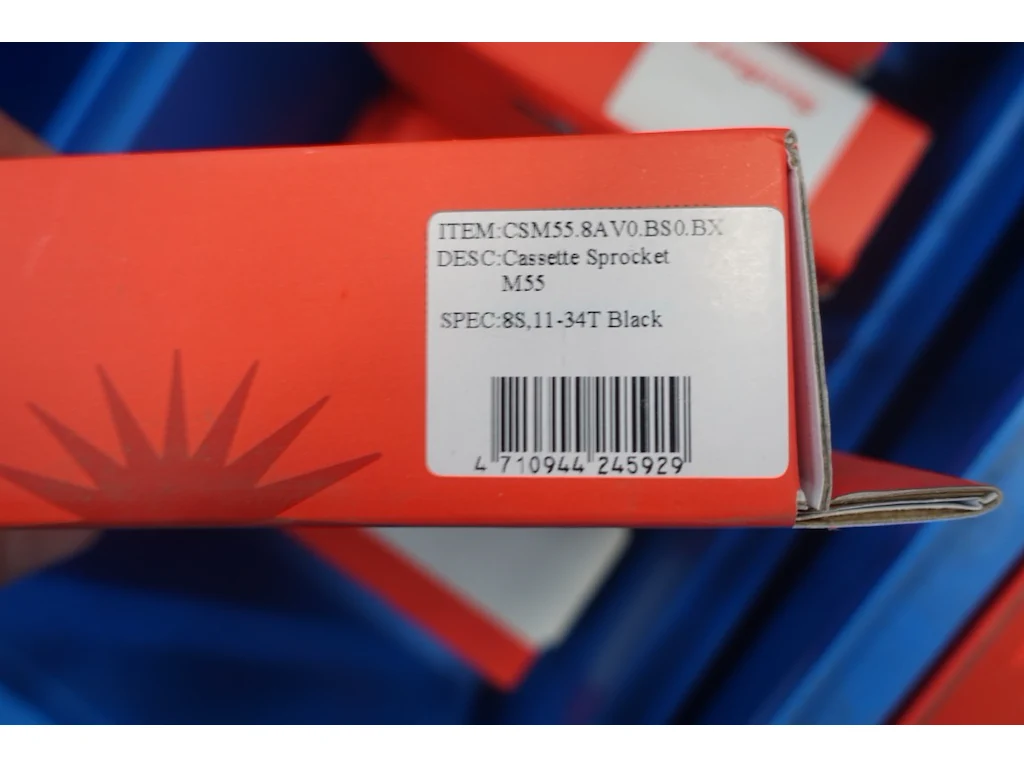 ITEM:CSM55.8AV0.BS0.BX
DESC:Cassette Sprocket
M55
SPEC:8S,11-34T Black
4 710944 245929